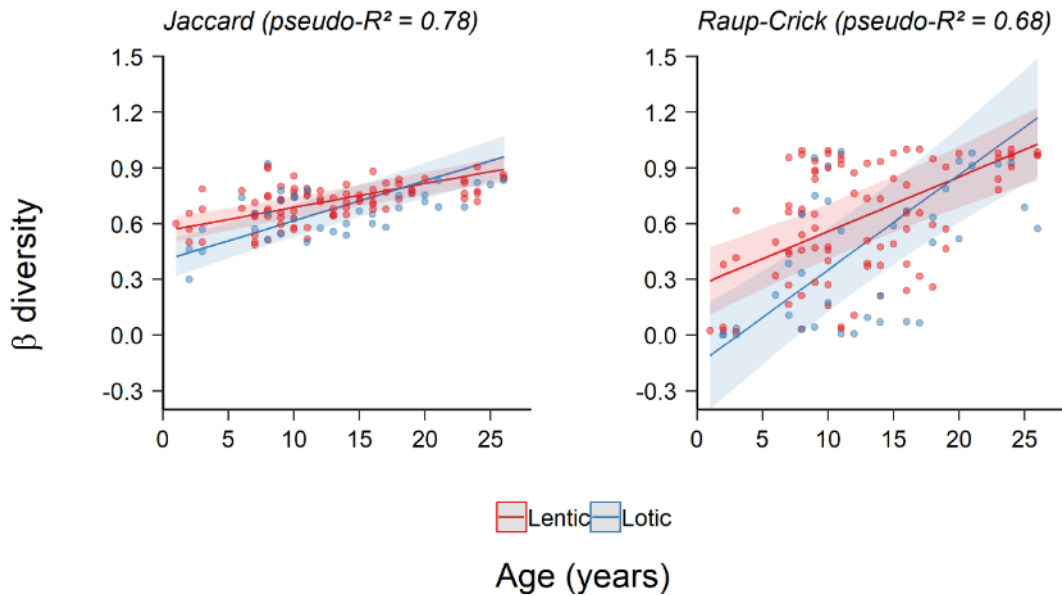 Jaccard (pseudo-R² = 0.78)
Raup-Crick (pseudo-R² = 0.68)
β diversity
1.5
1.2
0.9
0.6
0.3
0.0
-0.3
0 5 10 15 20 25
1.5
1.2
0.9
0.6
0.3
0.0
-0.3
0 5 10 15 20 25
Lentic Lotic
Age (years)